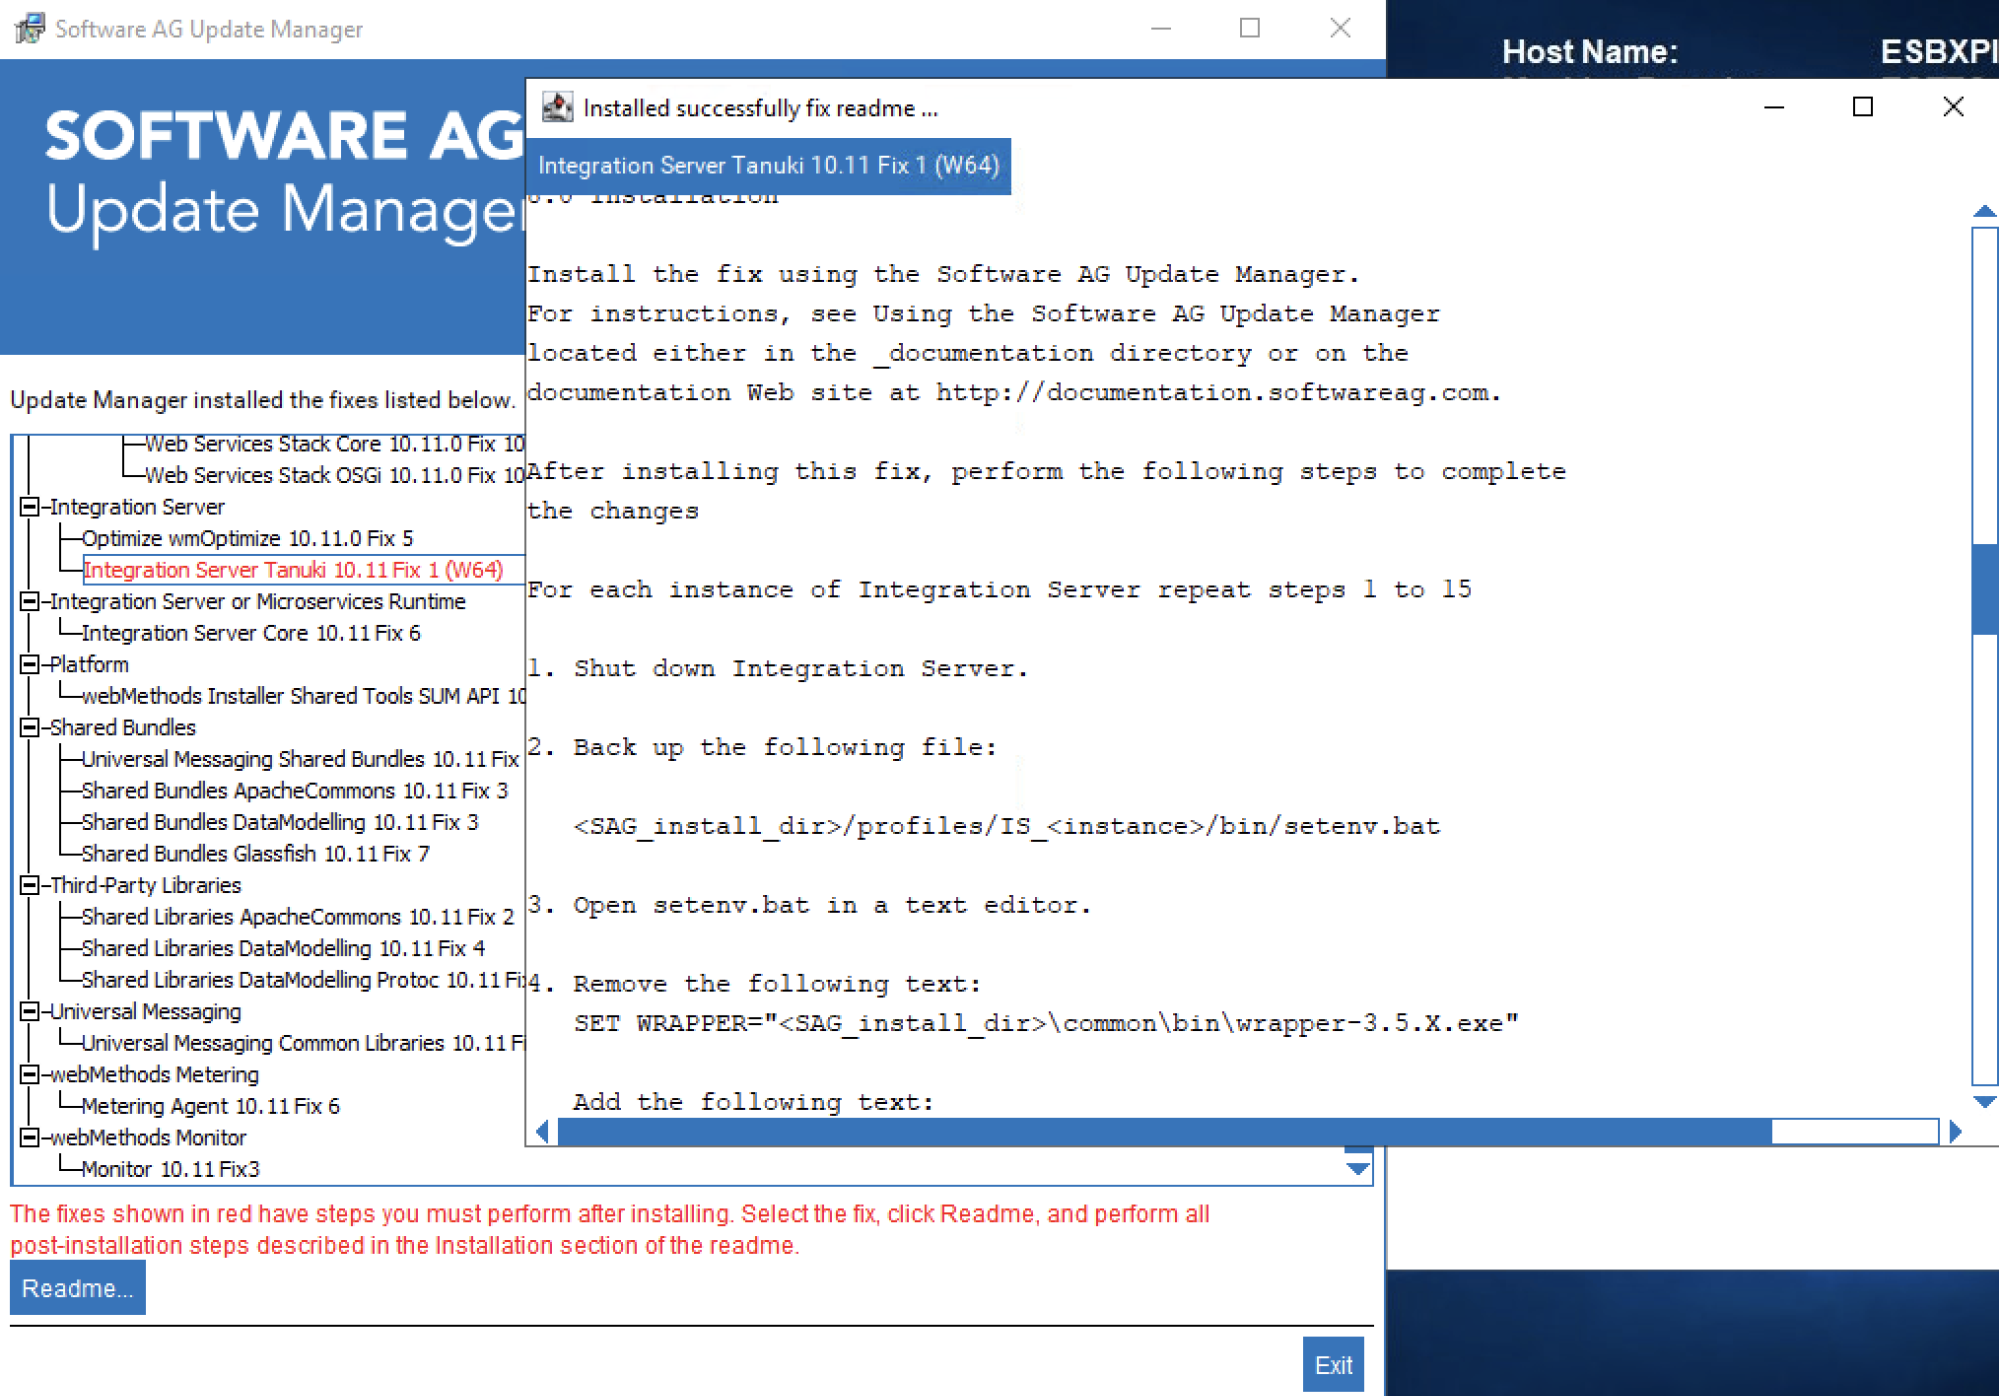 Software AG Update Manager
Host Name:
ESBXPI
SOFTWARE AG
Update Manager
Installed successfully fix readme ...
Integration Server Tanuki 10.11 Fix 1 (W64)
Installation
Install the fix using the Software AG Update Manager.
For instructions, see Using the Software AG Update Manager
located either in the _documentation directory or on the
documentation Web site at http://documentation.softwareag.com.
After installing this fix, perform the following steps to complete
the changes
For each instance of Integration Server repeat steps 1 to 15
1. Shut down Integration Server.
2. Back up the following file:
<SAG_install_dir>/profiles/IS_<instance>/bin/setenv.bat
3. Open setenv.bat in a text editor.
4. Remove the following text:
SET WRAPPER="<SAG_install_dir>\common\bin\wrapper-3.5.X.exe"
Add the following text:
Update Manager installed the fixes listed below.
Web Services Stack Core 10.11.0 Fix 10
Web Services Stack OSGi 10.11.0 Fix 10
Integration Server
Optimize wmOptimize 10.11.0 Fix 5
Integration Server Tanuki 10.11 Fix 1 (W64)
Integration Server or Microservices Runtime
Integration Server Core 10.11 Fix 6
Platform
webMethods Installer Shared Tools SUM API 10
Shared Bundles
Universal Messaging Shared Bundles 10.11 Fix
Shared Bundles ApacheCommons 10.11 Fix 3
Shared Bundles DataModelling 10.11 Fix 3
Shared Bundles Glassfish 10.11 Fix 7
Third-Party Libraries
Shared Libraries ApacheCommons 10.11 Fix 2
Shared Libraries DataModelling 10.11 Fix 4
Shared Libraries DataModelling Protoc 10.11 Fi
Universal Messaging
Universal Messaging Common Libraries 10.11 Fi
webMethods Metering
Metering Agent 10.11 Fix 6
webMethods Monitor
Monitor 10.11 Fix3
The fixes shown in red have steps you must perform after installing. Select the fix, click Readme, and perform all
post-installation steps described in the Installation section of the readme.
Readme...
Exit